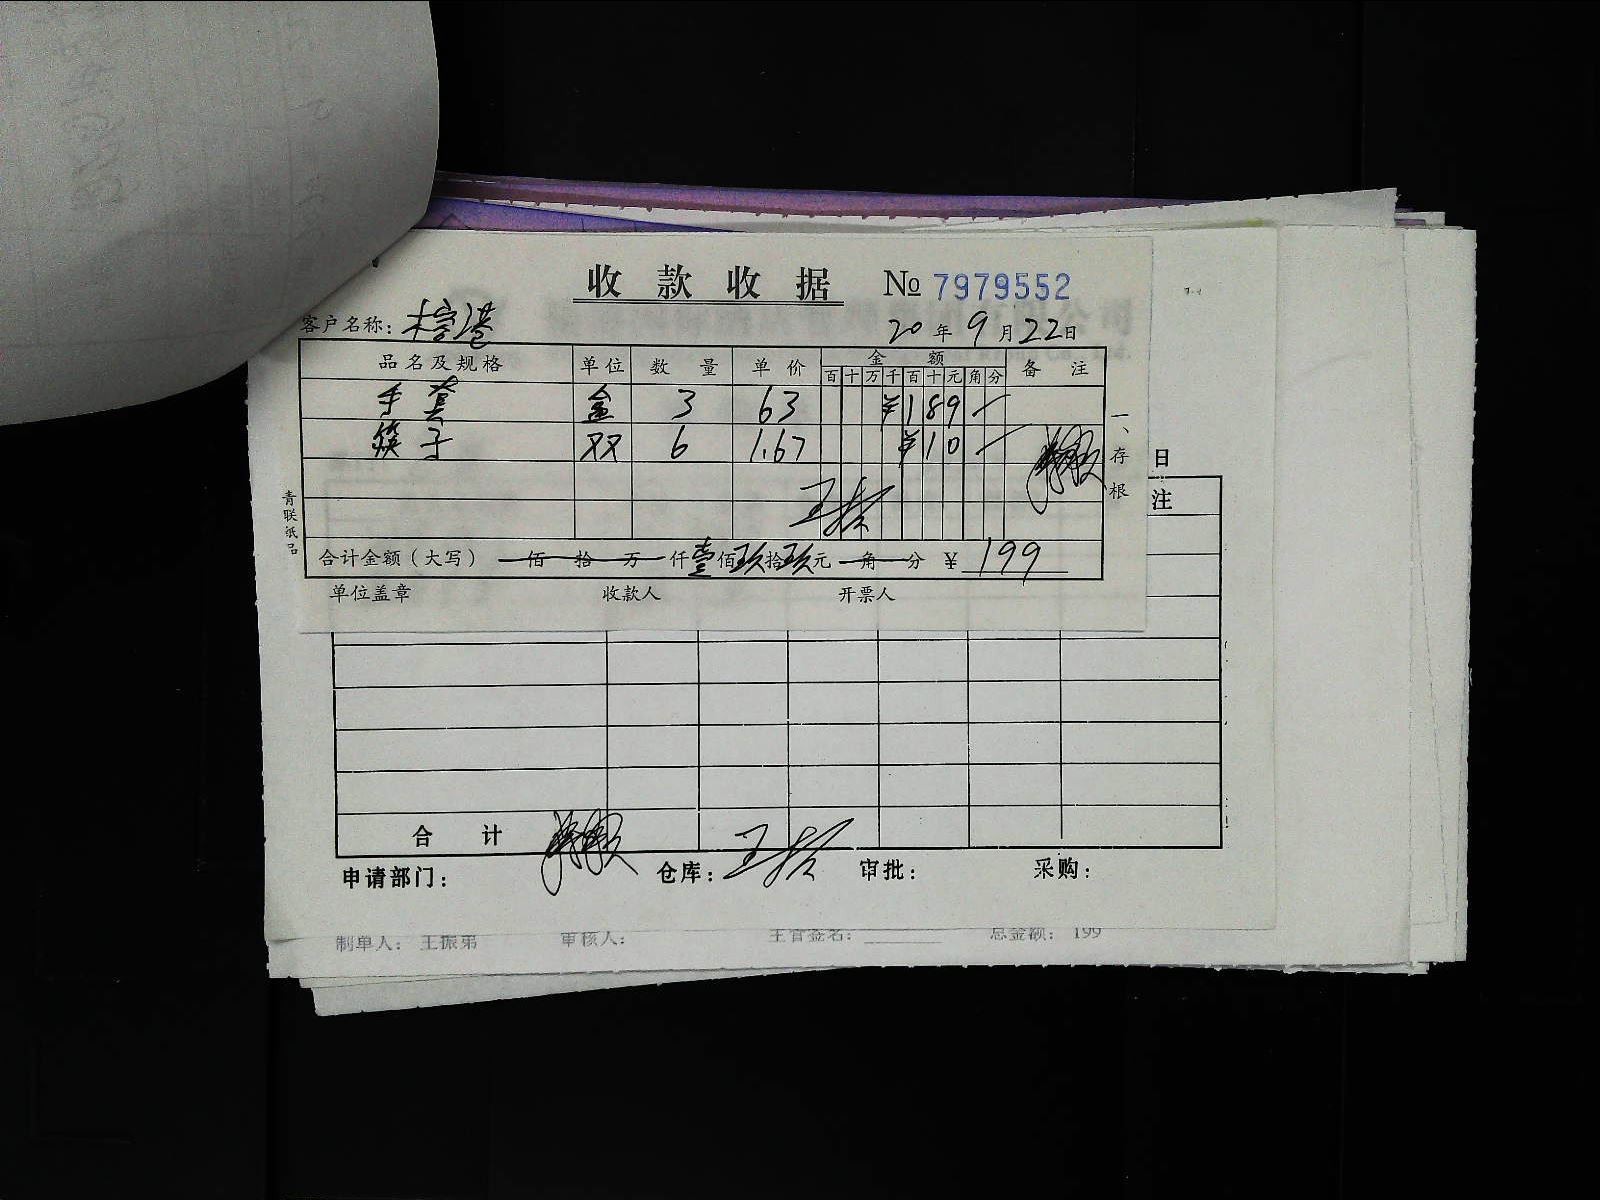 收款收据 № 7979552
客户名称: 20年9月22日
品名及规格 单位 数量 单价 金额 备注
百十万千百十元角分
手套 盒 3 63 ¥189—
筷子 双 6 1.67 ¥10—
一、存根
青联纸品
合计金额(大写) 佰 拾 万 仟壹佰玖拾玖元 角 分 ¥ 199
单位盖章 收款人 开票人
日
注
合计
申请部门: 仓库: 审批: 采购:
制单人: 王振弟 审核人: 主管签名: 总金额: 199